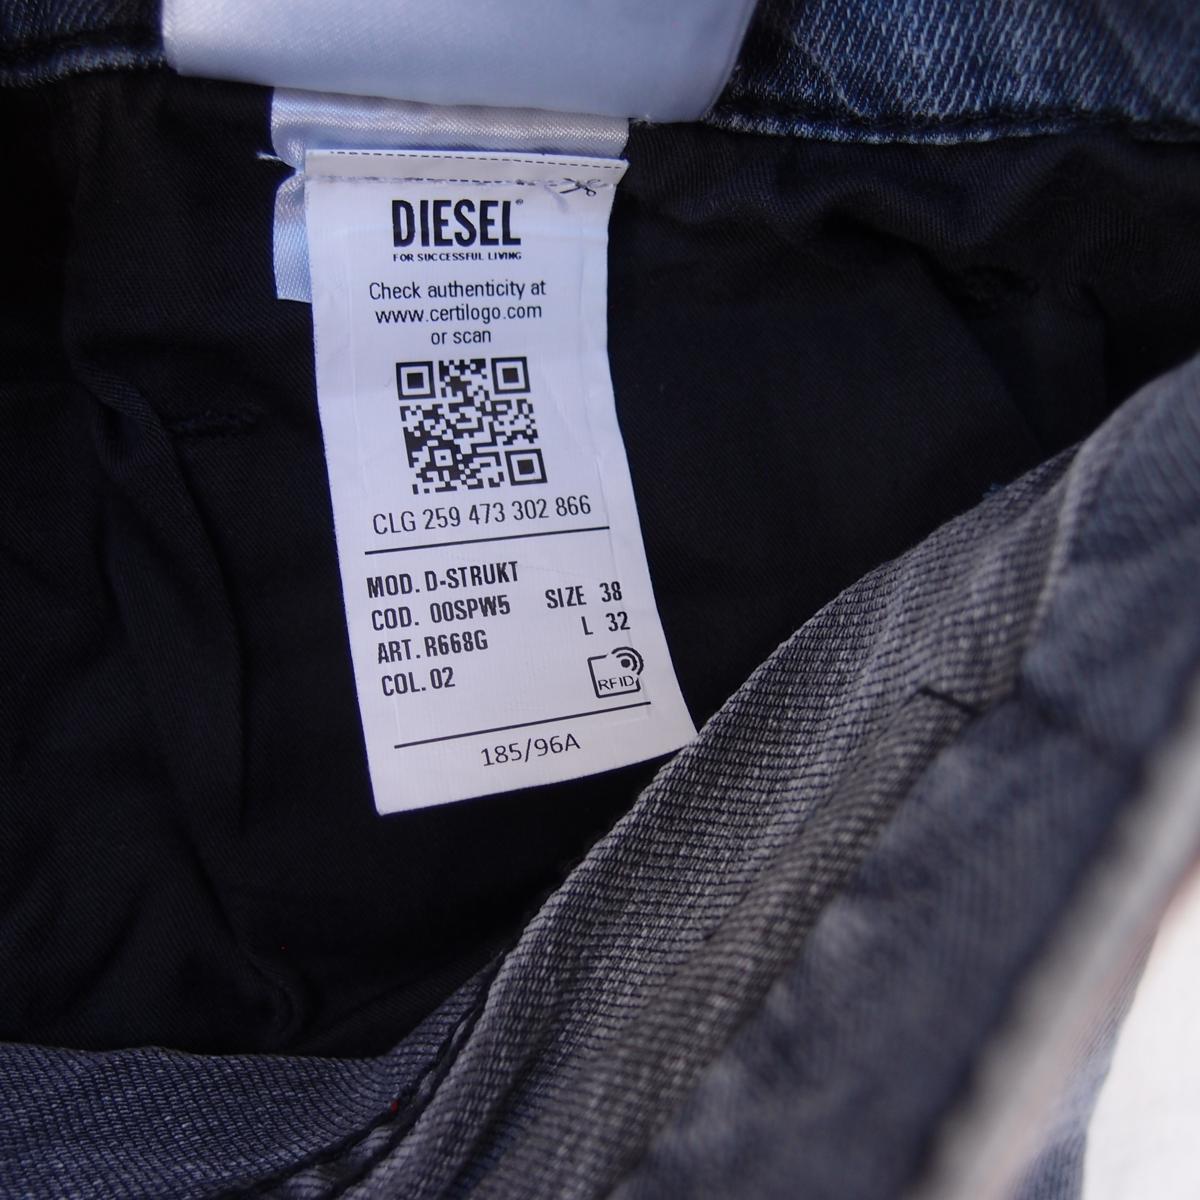 DIESEL®
FOR SUCCESSFUL LIVING
Check authenticity at
www.certilogo.com
or scan
CLG 259 473 302 866
MOD. D-STRUKT
COD. 00SPW5 SIZE 38
ART. R668G L 32
COL. 02
RFID
185/96A